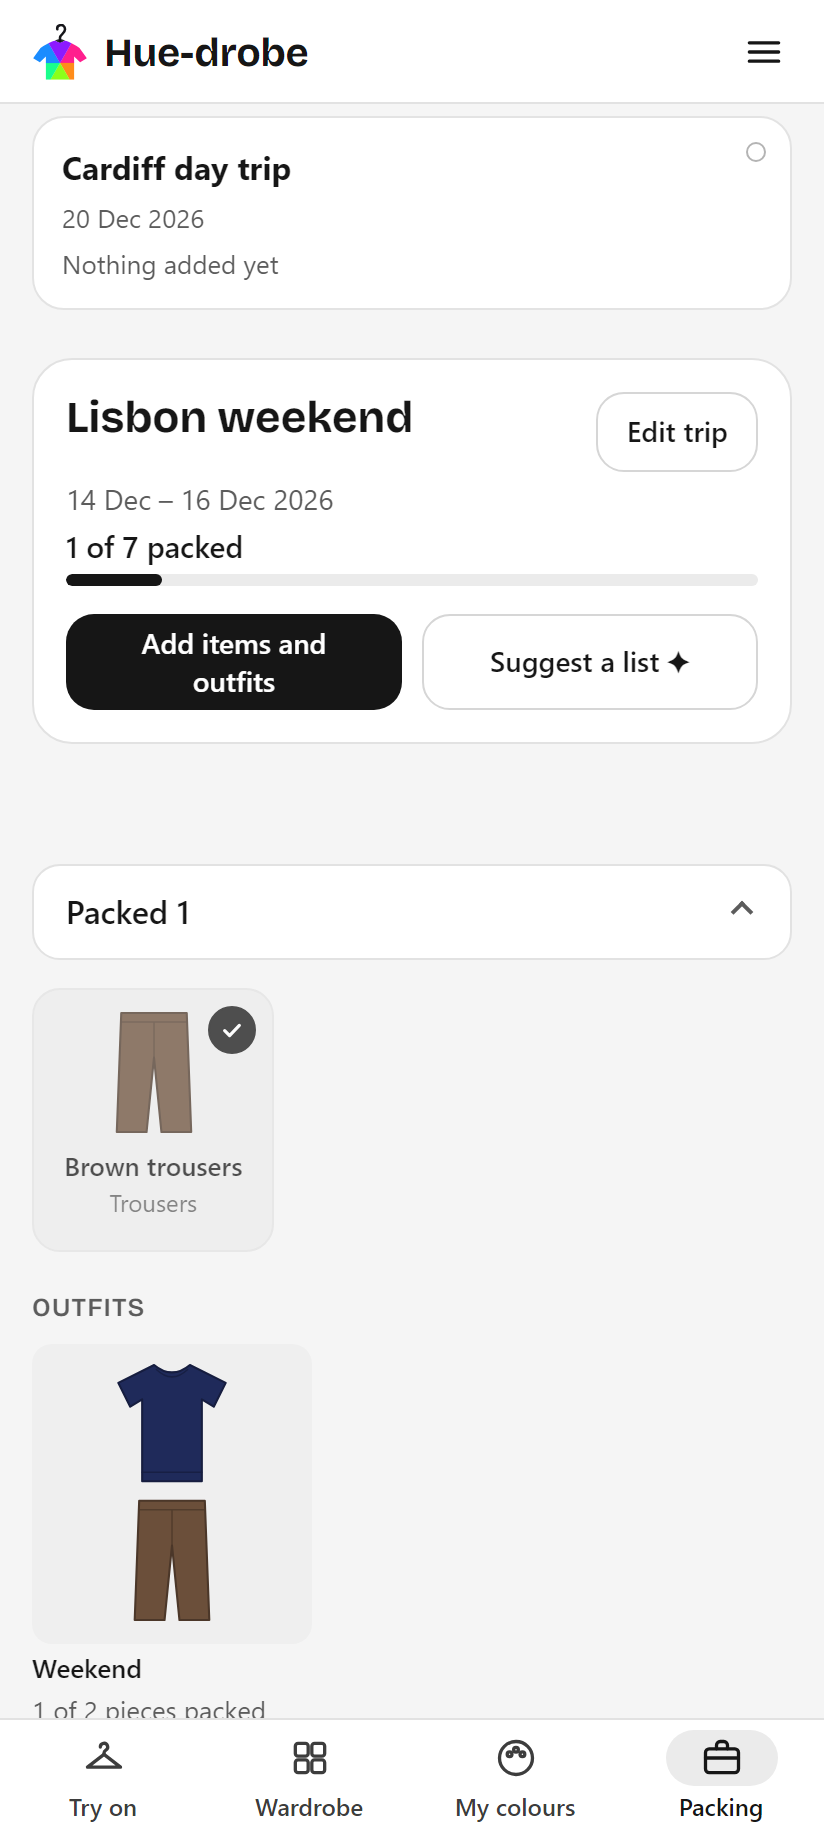 Hue-drobe
Cardiff day trip
20 Dec 2026
Nothing added yet
Lisbon weekend
Edit trip
14 Dec – 16 Dec 2026
1 of 7 packed
Add items and
outfits
Suggest a list ✦
Packed 1
Brown trousers
Trousers
OUTFITS
Weekend
1 of 2 pieces packed
Try on
Wardrobe
My colours
Packing